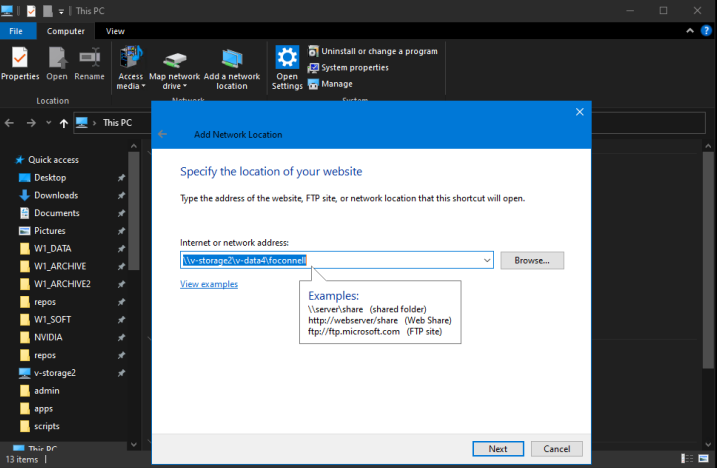 This PC
File Computer View
Properties Open Rename Access media Map network drive Add a network location Open Settings Uninstall or change a program
System properties
Manage
Location Network System
This PC
Add Network Location
Specify the location of your website
Type the address of the website, FTP site, or network location that this shortcut will open.
Internet or network address:
\\v-storage2\v-data4\foconnell
Browse...
View examples
Examples:
\\server\share (shared folder)
http://webserver/share (Web Share)
ftp://ftp.microsoft.com (FTP site)
Next Cancel
Quick access
Desktop
Downloads
Documents
Pictures
W1_DATA
W1_ARCHIVE
W1_ARCHIVE2
repos
W1_SOFT
NVIDIA
repos
v-storage2
admin
apps
scripts
This PC
13 items